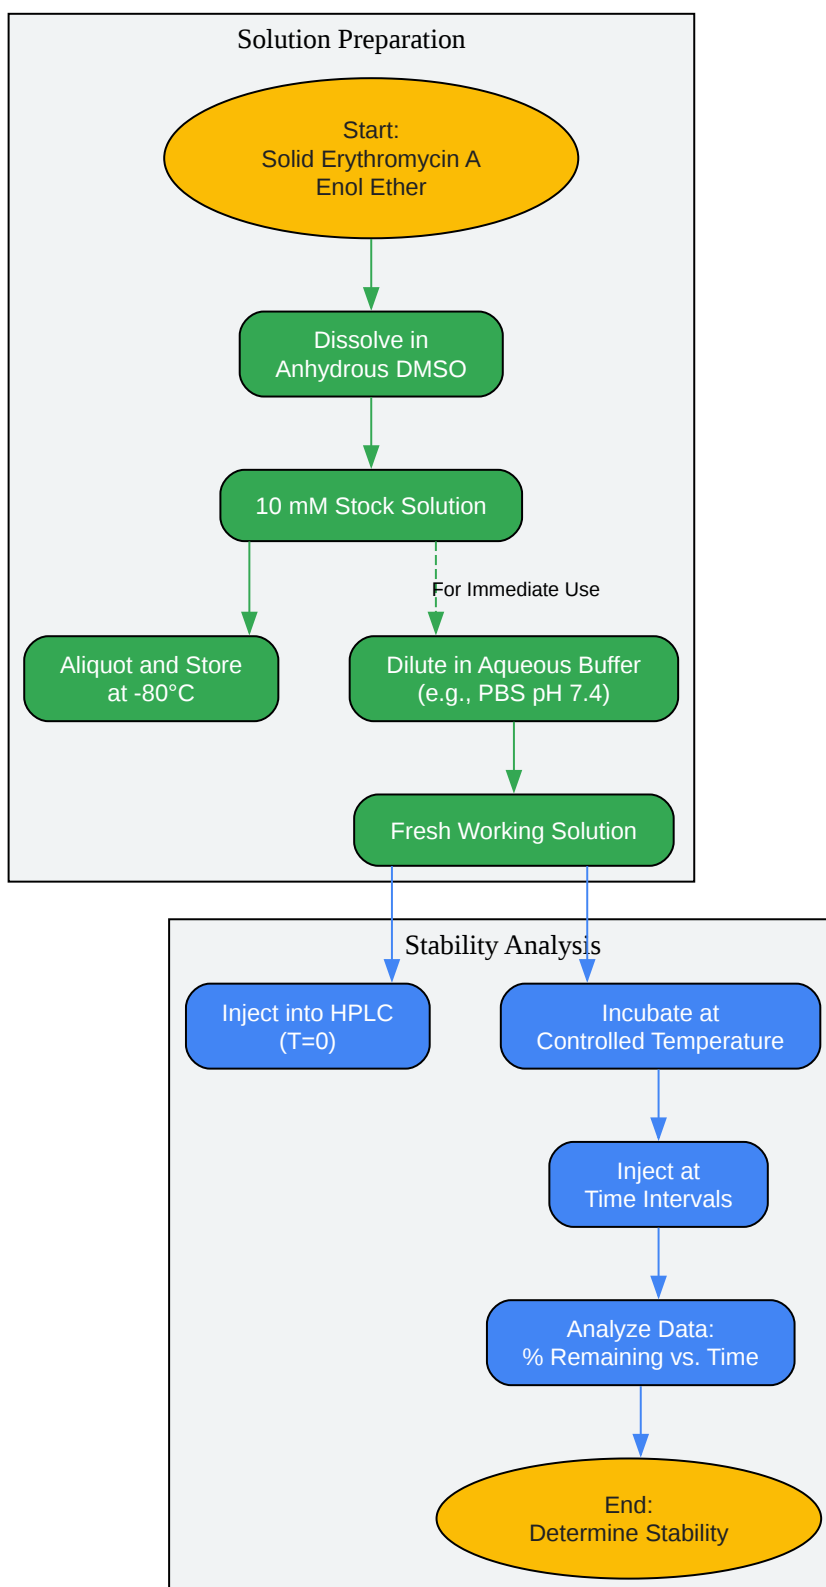 Solution Preparation
Start:
Solid Erythromycin A
Enol Ether
Dissolve in
Anhydrous DMSO
10 mM Stock Solution
For Immediate Use
Aliquot and Store
at -80°C
Dilute in Aqueous Buffer
(e.g., PBS pH 7.4)
Fresh Working Solution
Stability Analysis
Inject into HPLC
(T=0)
Incubate at
Controlled Temperature
Inject at
Time Intervals
Analyze Data:
% Remaining vs. Time
End:
Determine Stability